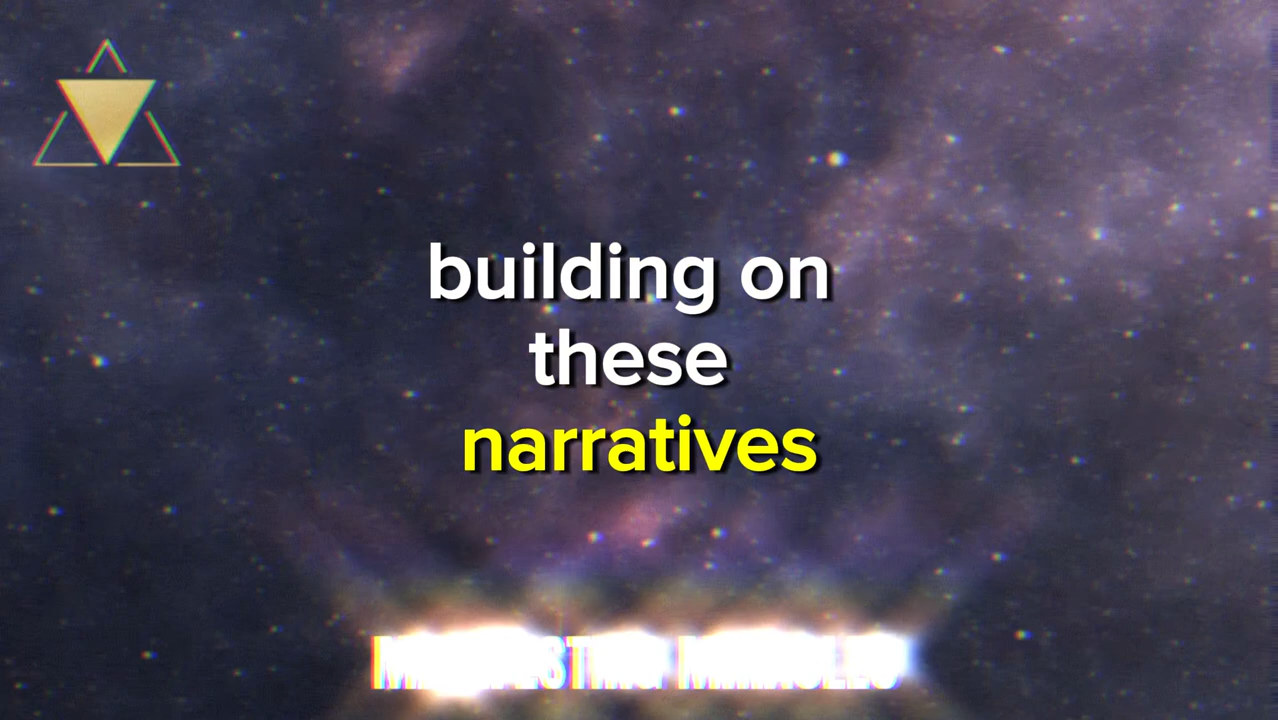 building on
these
narratives